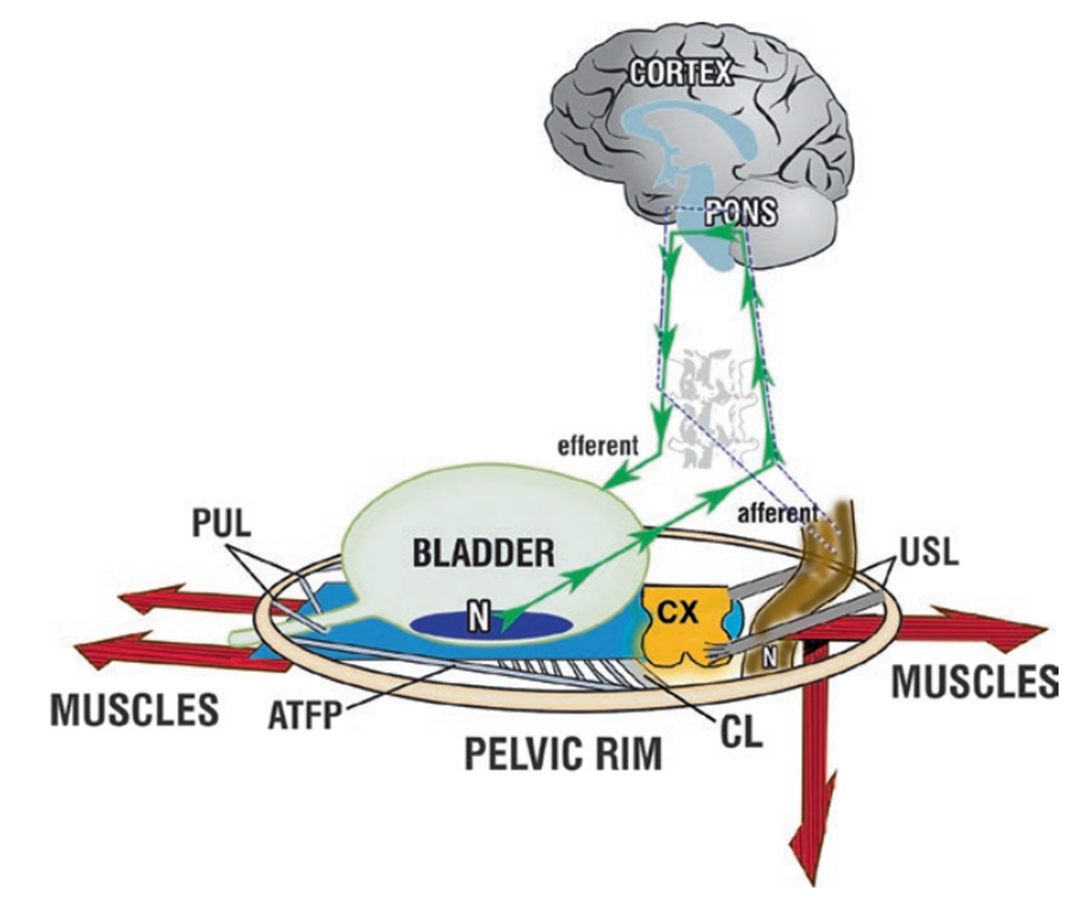 CORTEX
PONS
efferent
afferent
PUL
BLADDER
USL
N
CX
N
MUSCLES
MUSCLES
ATFP
CL
PELVIC RIM